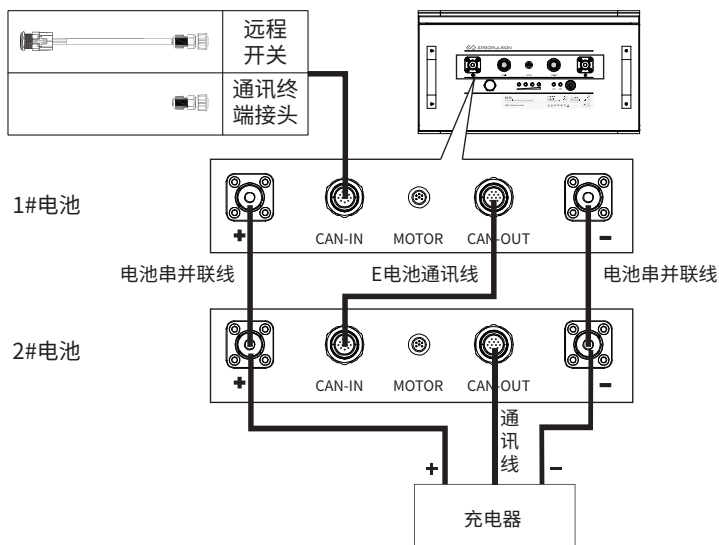 远程
开关
通讯终
端接头
EPROPULSION
1#电池
+
CAN-IN
MOTOR
CAN-OUT
−
电池串并联线
E电池通讯线
电池串并联线
2#电池
+
CAN-IN
MOTOR
CAN-OUT
−
通讯线
+
−
充电器